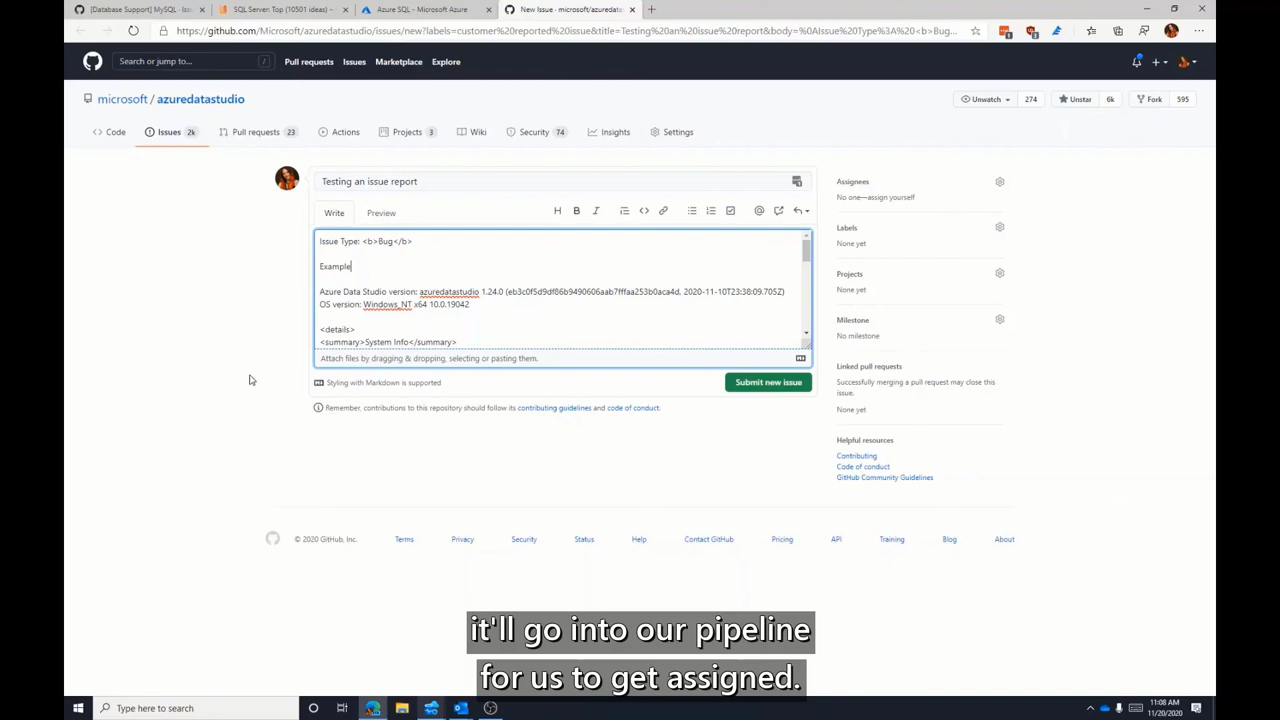 [Database Support] MySQL · Issu
SQL Server: Top (10501 ideas) –
Azure SQL – Microsoft Azure
New Issue · microsoft/azuredata
https://github.com/Microsoft/azuredatastudio/issues/new?labels=customer%20reported%20issue&title=Testing%20an%20issue%20report&body=%0AIssue%20Type%3A%20<b>Bug...
Search or jump to...
/
Pull requests
Issues
Marketplace
Explore
microsoft / azuredatastudio
Unwatch
274
Unstar
6k
Fork
595
Code
Issues 2k
Pull requests 23
Actions
Projects 3
Wiki
Security 74
Insights
Settings
Testing an issue report
Write
Preview
Issue Type: <b>Bug</b>
Example
Azure Data Studio version: azuredatastudio 1.24.0 (eb3c0f5d9df86b9490606aab7fffaa253b0aca4d, 2020-11-10T23:38:09.705Z)
OS version: Windows_NT x64 10.0.19042
<details>
<summary>System Info</summary>
Attach files by dragging & dropping, selecting or pasting them.
Styling with Markdown is supported
Submit new issue
Remember, contributions to this repository should follow its contributing guidelines and code of conduct.
Assignees
No one—assign yourself
Labels
None yet
Projects
None yet
Milestone
No milestone
Linked pull requests
Successfully merging a pull request may close this
issue.
None yet
Helpful resources
Contributing
Code of conduct
GitHub Community Guidelines
© 2020 GitHub, Inc.
Terms
Privacy
Security
Status
Help
Contact GitHub
Pricing
API
Training
Blog
About
it'll go into our pipeline
for us to get assigned.
Type here to search
11:08 AM
11/20/2020